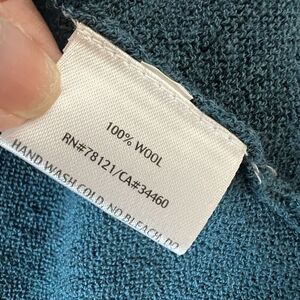 100% WOOL
RN#78121/CA#34460
HAND WASH COLD, NO BLEACH, DO